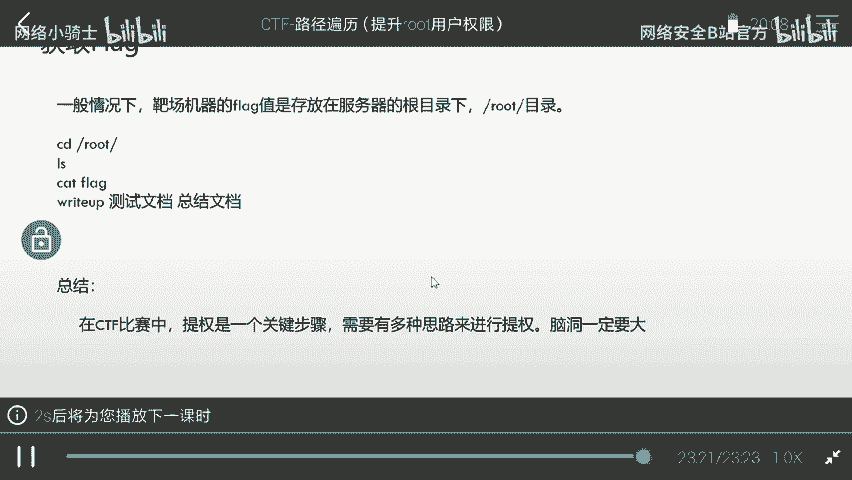 网络小骑士 bilibili
CTF-路径遍历（提升root用户权限）
20:08
网络安全B站官方 bilibili
获取Flag
一般情况下，靶场机器的flag值是存放在服务器的根目录下，/root/目录。
cd /root/
ls
cat flag
writeup 测试文档 总结文档
总结：
在CTF比赛中，提权是一个关键步骤，需要有多种思路来进行提权。脑洞一定要大
2s后将为您播放下一课时
23:21/23:23 1.0X